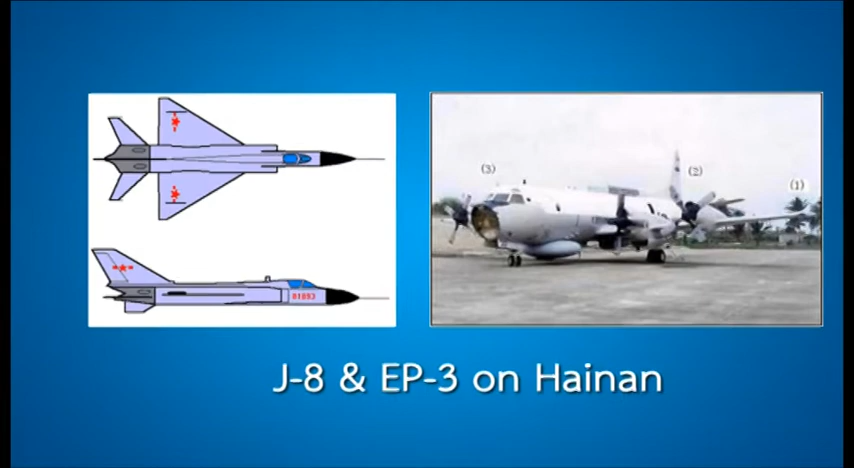 81893
(3)
(2)
(1)
J-8 & EP-3 on Hainan